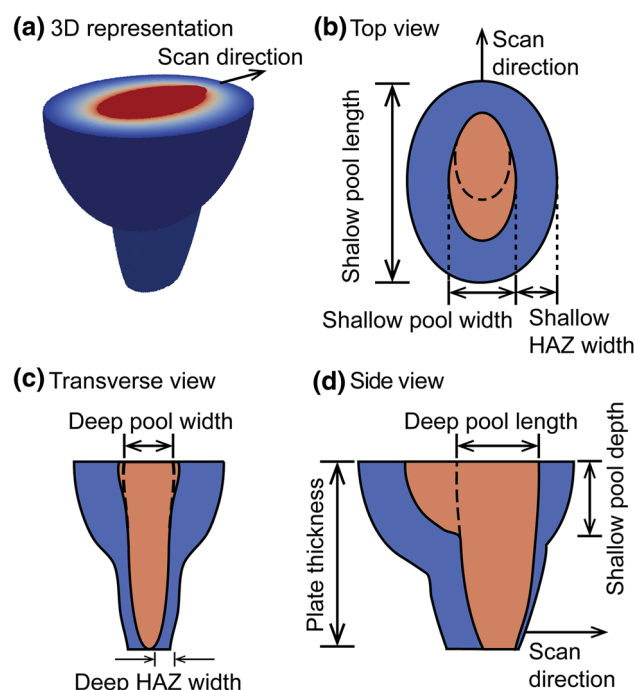 (a) 3D representation
Scan direction
(b) Top view
Scan
direction
Shalow pool length
Shallow pool width
Shallow
HAZ width
(c) Transverse view
Deep pool width
Deep HAZ width
(d) Side view
Deep pool length
Plate thickness
Shallow pool depth
Scan
direction